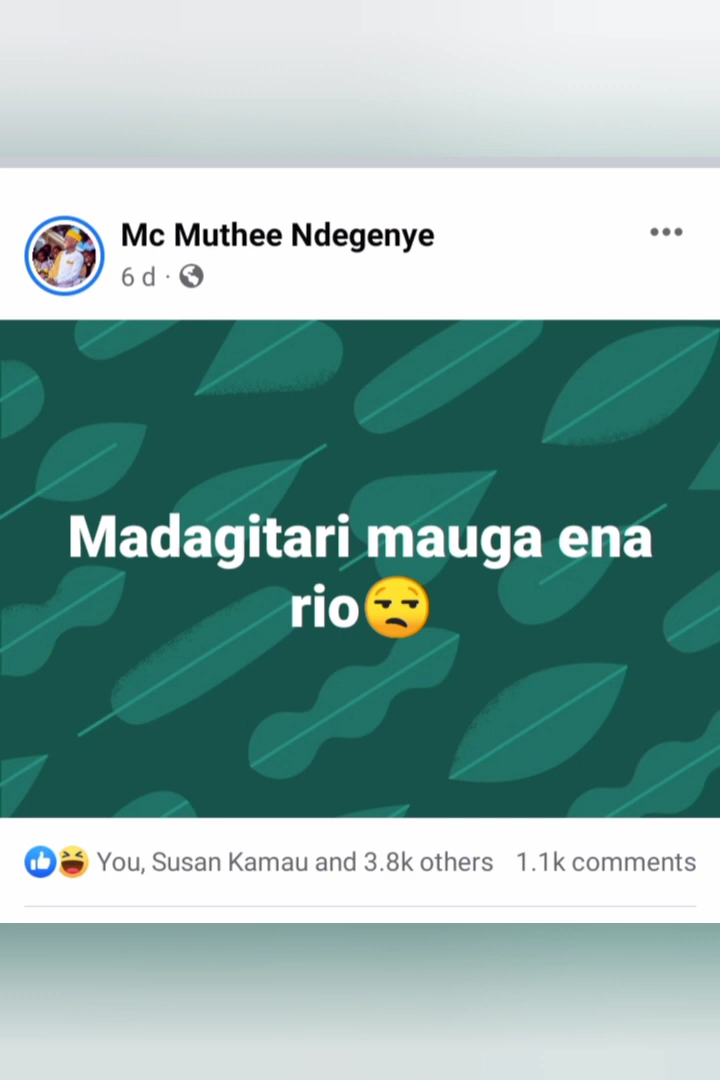 Mc Muthee Ndegenye
6 d ·
Madagitari mauga ena
rio😒
You, Susan Kamau and 3.8k others 1.1k comments